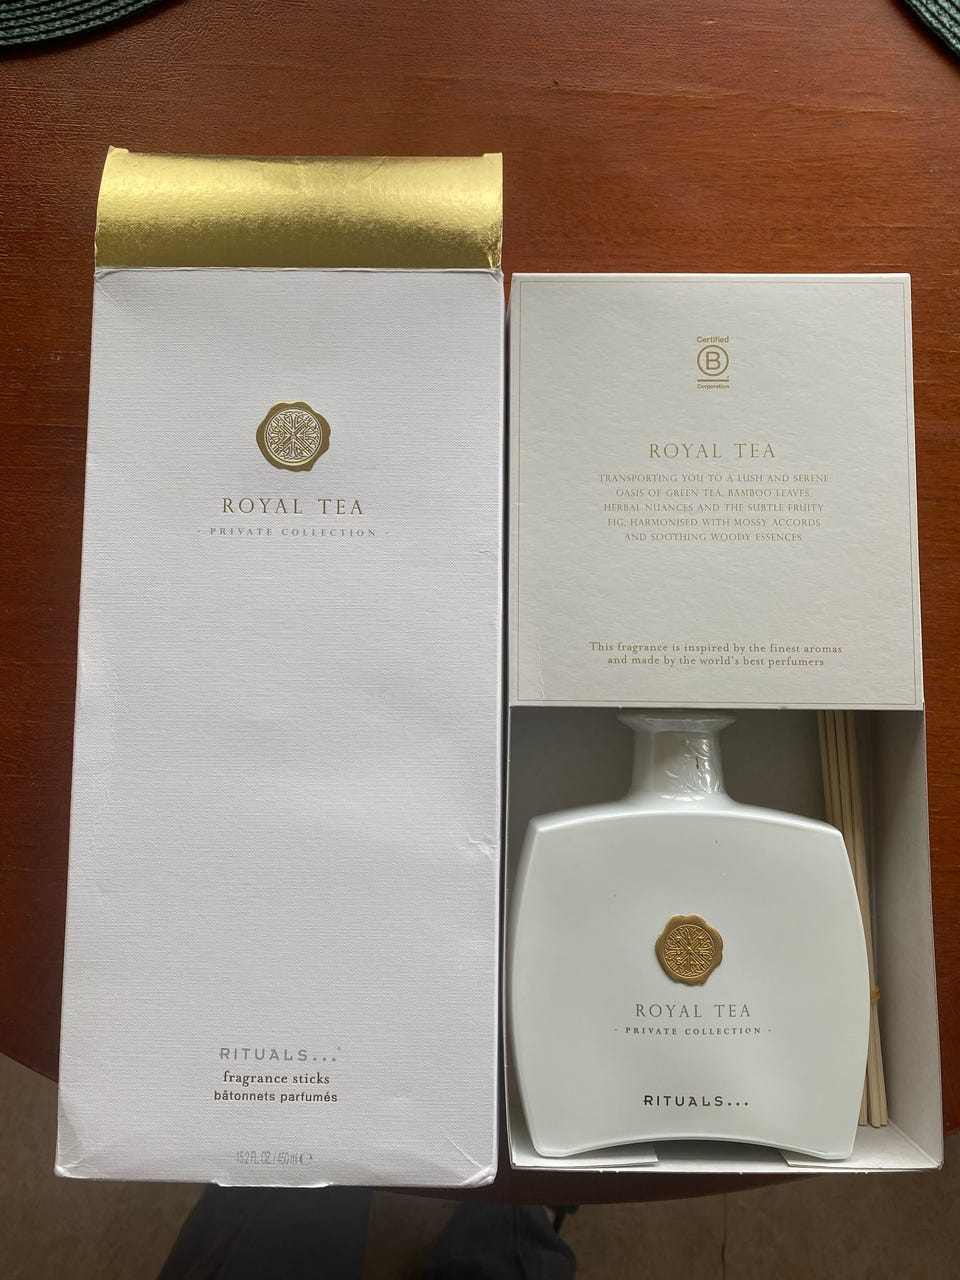 ROYAL TEA
- PRIVATE COLLECTION -
RITUALS...®
fragrance sticks
bâtonnets parfumés
15.2 FL. OZ. / 450 ml ℮
Certified
B
Corporation
ROYAL TEA
TRANSPORTING YOU TO A LUSH AND SERENE
OASIS OF GREEN TEA, BAMBOO LEAVES,
HERBAL NUANCES AND THE SUBTLE FRUITY
FIG, HARMONISED WITH MOSSY ACCORDS
AND SOOTHING WOODY ESSENCES
This fragrance is inspired by the finest aromas
and made by the world's best perfumers
ROYAL TEA
- PRIVATE COLLECTION -
RITUALS...